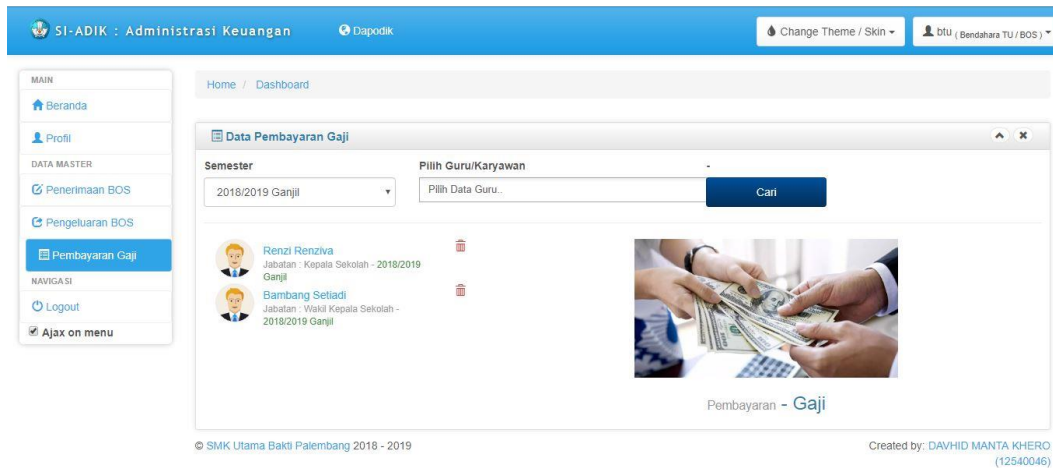 SI-ADIK : Administrasi Keuangan
Dapodik
Change Theme / Skin
btu ( Bendahara TU / BOS )
MAIN
Beranda
Profil
DATA MASTER
Penerimaan BOS
Pengeluaran BOS
Pembayaran Gaji
NAVIGASI
Logout
Ajax on menu
Home / Dashboard
Data Pembayaran Gaji
Semester
Pilih Guru/Karyawan
-
2018/2019 Ganjil
Pilih Data Guru..
Cari
Renzi Renziva
Jabatan : Kepala Sekolah - 2018/2019
Ganjil
Bambang Setiadi
Jabatan : Wakil Kepala Sekolah -
2018/2019 Ganjil
Pembayaran - Gaji
© SMK Utama Bakti Palembang 2018 - 2019
Created by: DAVHID MANTA KHERO
(12540046)